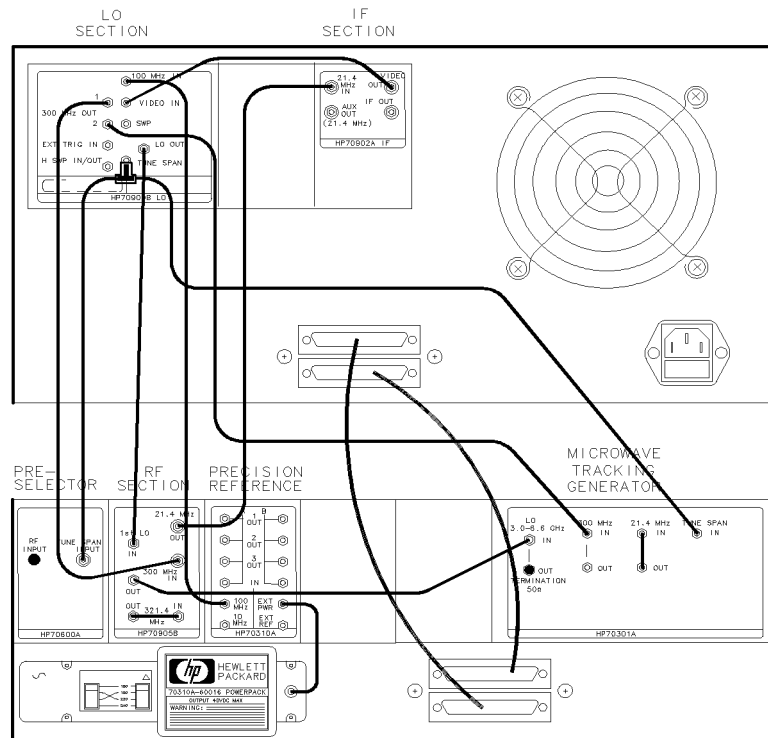 LO
SECTION
IF
SECTION
100 MHz IN
1
VIDEO IN
300 MHz OUT
2
SWP
EXT TRIG IN
LO OUT
H SWP IN/OUT
TUNE SPAN
HP70900B LO
21.4
MHz
IN
VIDEO
OUT
AUX
OUT
IF OUT
(21.4 MHz)
HP70902A IF
PRE-
SELECTOR
RF
SECTION
PRECISION
REFERENCE
MICROWAVE
TRACKING
GENERATOR
RF
INPUT
TUNE SPAN
INPUT
HP70600A
21.4 MHz
OUT
1st LO
IN
300 MHz
IN
OUT
OUT
321.4
IN
MHz
HP70905B
B
1
OUT
2
OUT
3
OUT
IN
100
MHz
EXT
PWR
10
MHz
EXT
REF
HP70310A
LO
3.0-6.6 GHz
IN
OUT
TERMINATION
50Ω
300 MHz
IN
OUT
21.4 MHz
IN
OUT
TUNE SPAN
IN
HP70301A
hp
HEWLETT
PACKARD
70310A-60016 POWERPACK
OUTPUT 40VDC MAX
WARNING: